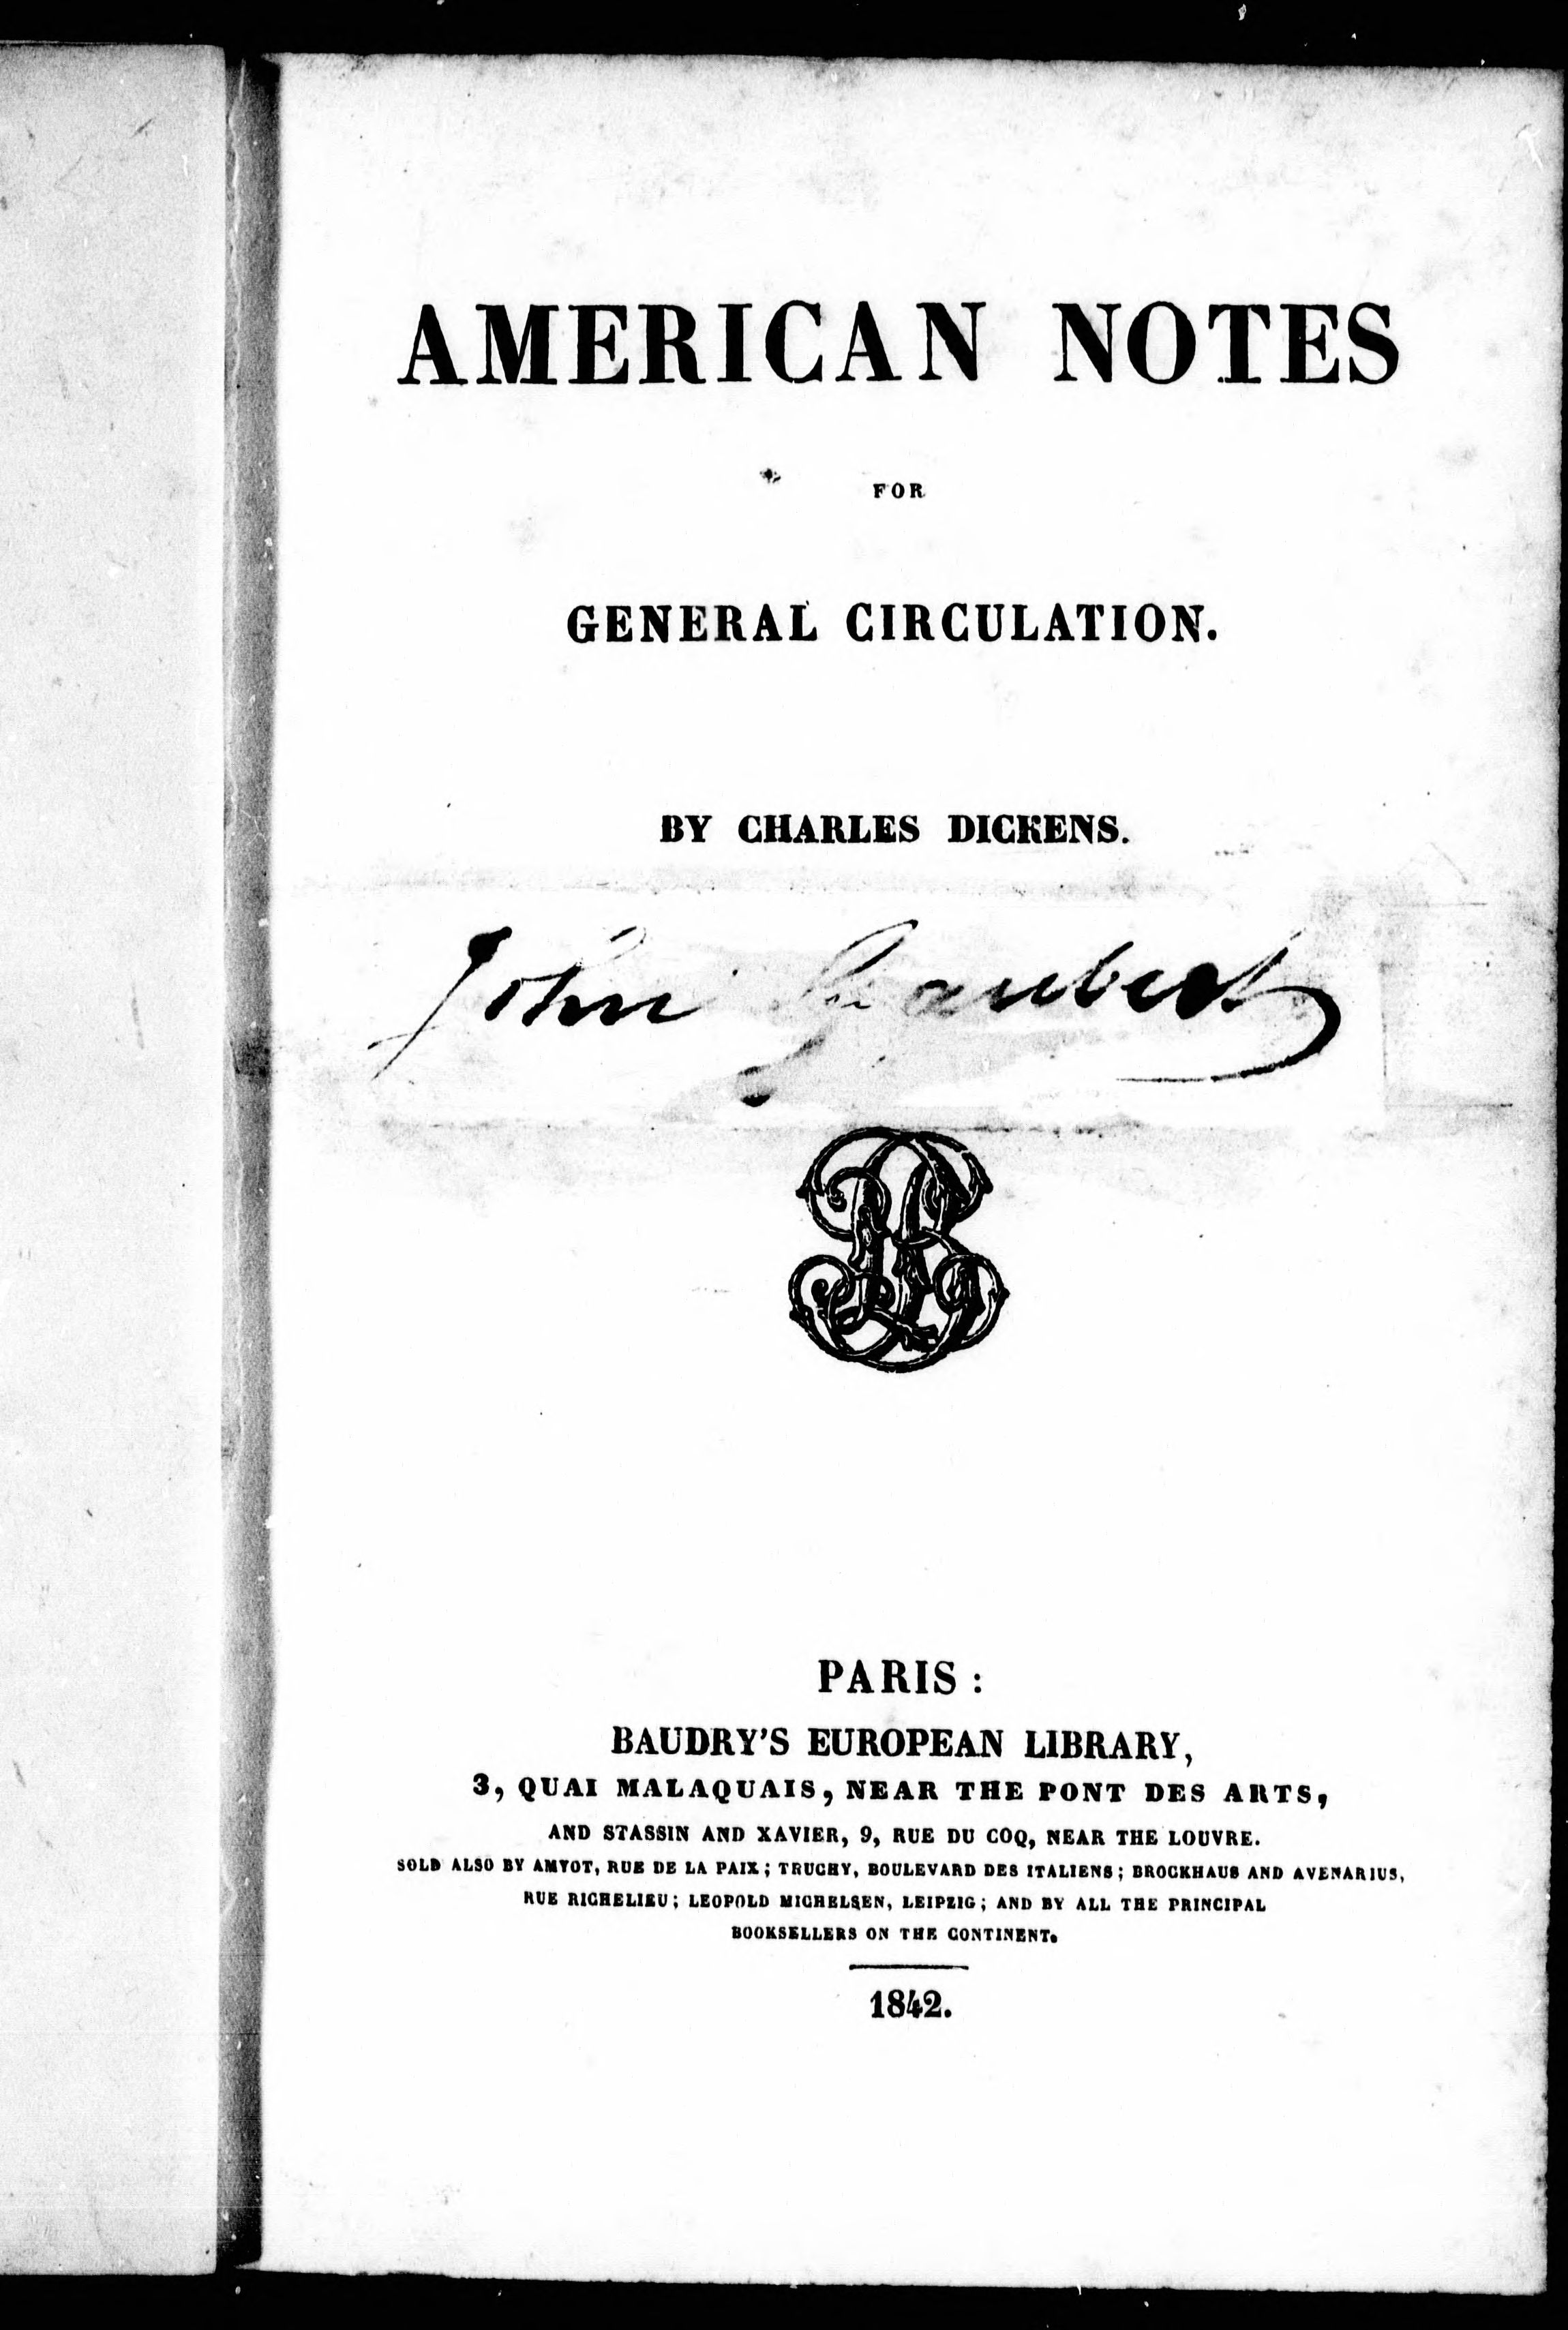 AMERICAN NOTES
FOR
GENERAL CIRCULATION.
BY CHARLES DICKENS.
John
PARIS :
BAUDRY'S EUROPEAN LIBRARY,
3, QUAI MALAQUAIS, NEAR THE PONT DES ARTS,
AND STASSIN AND XAVIER, 9, RUE DU COQ, NEAR THE LOUVRE.
SOLD ALSO BY AMYOT, RUE DE LA PAIX; TRUCHY, BOULEVARD DES ITALIENS; BROCKHAUS AND AVENARIUS,
RUE RICHELIEU; LEOPOLD MICHELSEN, LEIPZIG; AND BY ALL THE PRINCIPAL
BOOKSELLERS ON THE CONTINENT.
1842.